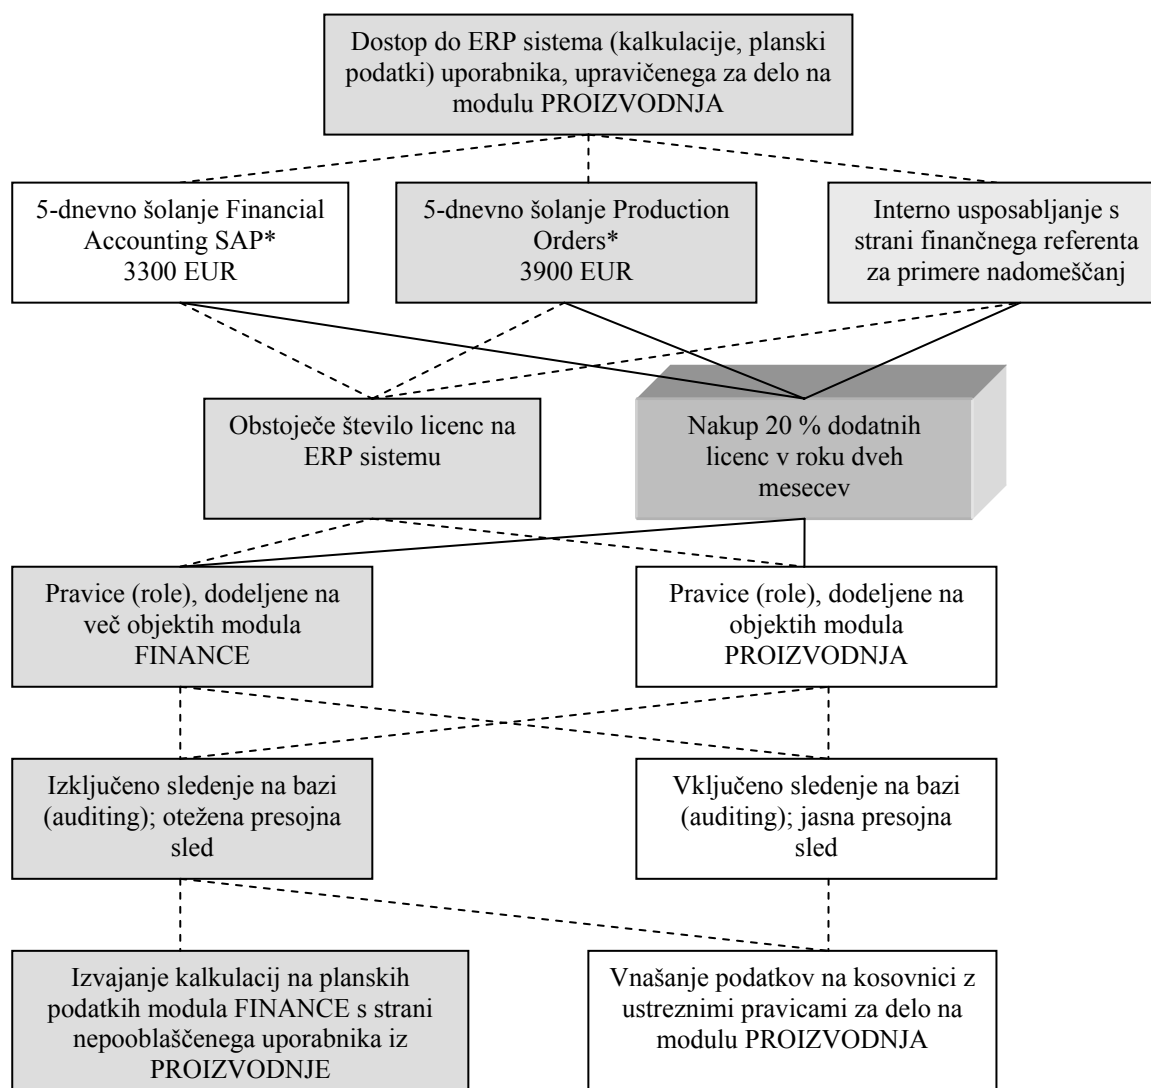 Dostop do ERP sistema (kalkulacije, planski
podatki) uporabnika, upravičenega za delo na
modulu PROIZVODNJA
5-dnevno šolanje Financial
Accounting SAP*
3300 EUR
5-dnevno šolanje Production
Orders*
3900 EUR
Interno usposabljanje s
strani finančnega referenta
za primere nadomeščanj
Obstoječe število licenc na
ERP sistemu
Nakup 20 % dodatnih
licenc v roku dveh
mesecev
Pravice (role), dodeljene na
več objektih modula
FINANCE
Pravice (role), dodeljene na
objektih modula
PROIZVODNJA
Izključeno sledenje na bazi
(auditing); otežena presojna
sled
Vključeno sledenje na bazi
(auditing); jasna presojna
sled
Izvajanje kalkulacij na planskih
podatkih modula FINANCE s strani
nepooblaščenega uporabnika iz
PROIZVODNJE
Vnašanje podatkov na kosovnici z
ustreznimi pravicami za delo na
modulu PROIZVODNJA